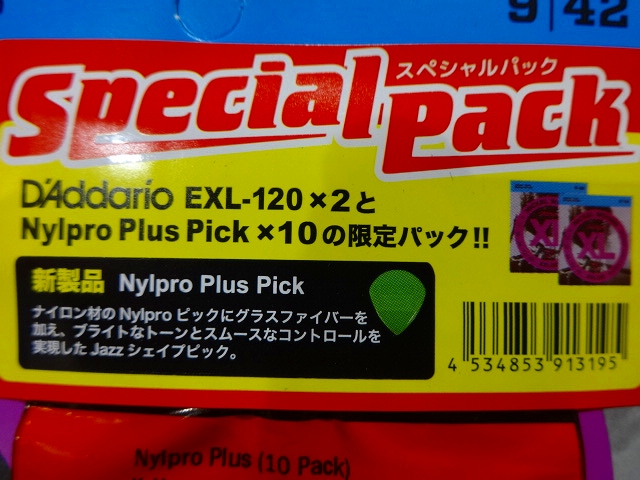 9 | 42
Special Pack
スペシャルパック
D'Addario EXL-120×2と
Nylpro Plus Pick ×10の限定パック!!
XL XL
新製品 Nylpro Plus Pick
ナイロン材のNylproピックにグラスファイバーを
加え、ブライトなトーンとスムースなコントロールを
実現したJazzシェイプピック。
4 534853 913195
Nylpro Plus (10 Pack)